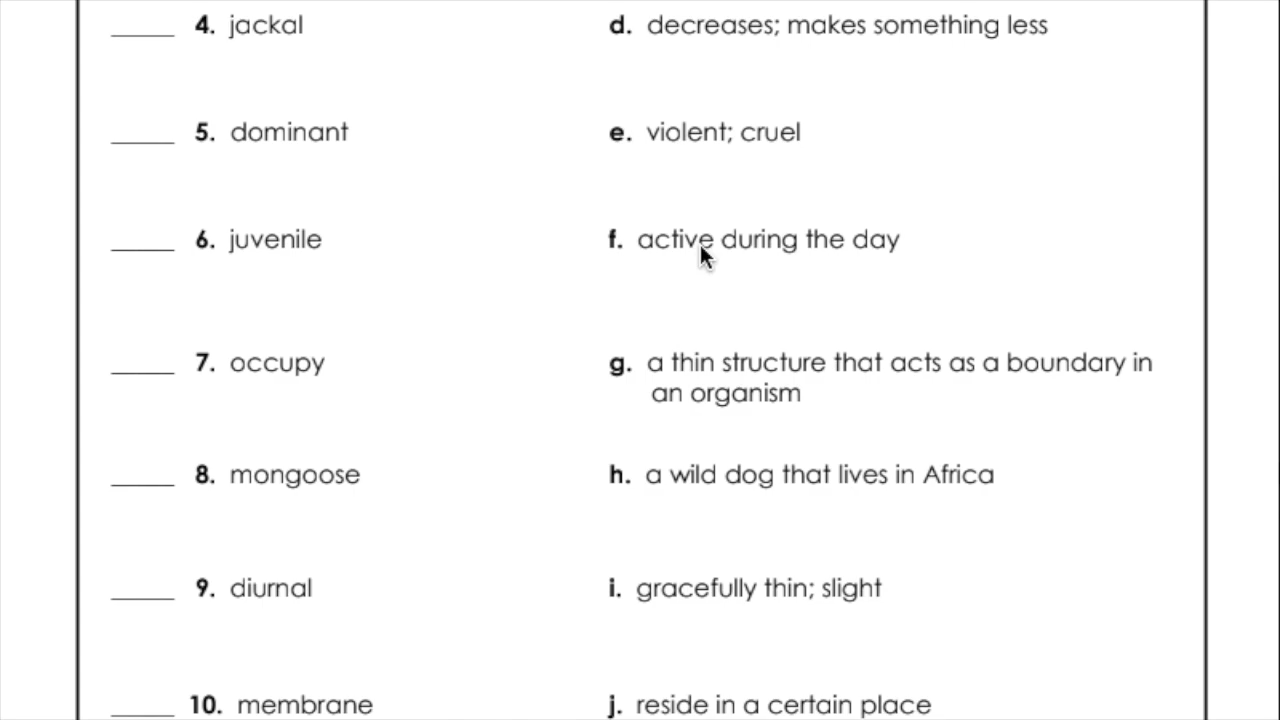 _____ 4. jackal d. decreases; makes something less
_____ 5. dominant e. violent; cruel
_____ 6. juvenile f. active during the day
_____ 7. occupy g. a thin structure that acts as a boundary in
an organism
_____ 8. mongoose h. a wild dog that lives in Africa
_____ 9. diurnal i. gracefully thin; slight
_____ 10. membrane j. reside in a certain place